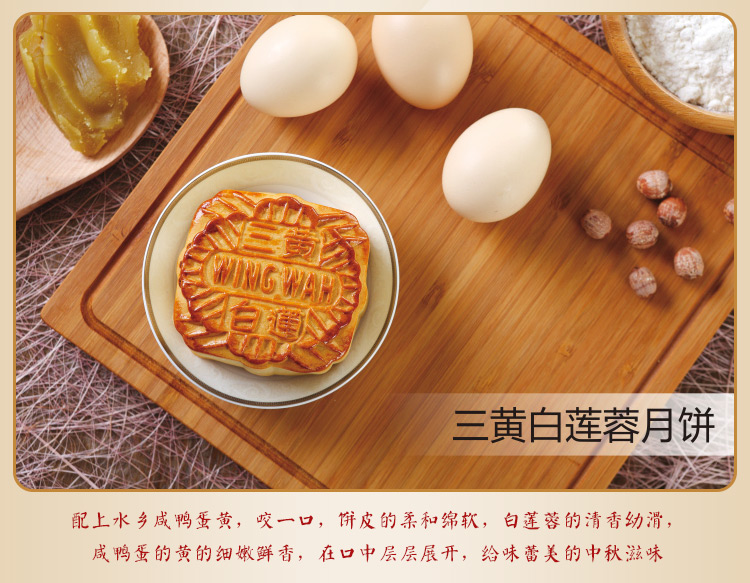 三黄
WING WAH
白蓮
三黄白莲蓉月饼
配上水乡咸鸭蛋黄，咬一口，饼皮的柔和绵软，白莲蓉的清香幼滑，
咸鸭蛋的黄的细嫩鲜香，在口中层层展开，给味蕾美的中秋滋味